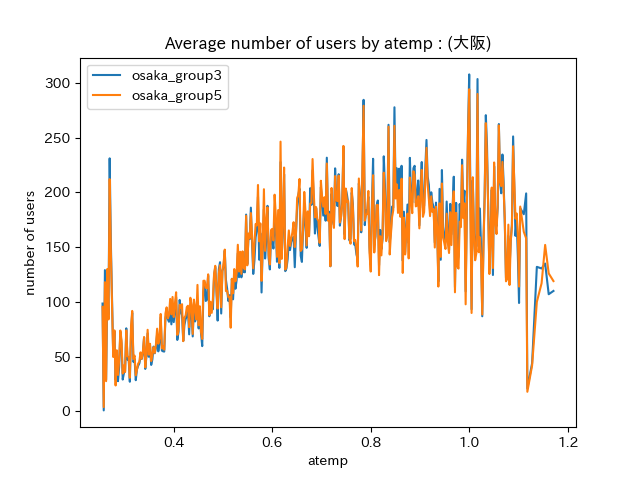 Average number of users by atemp : (大阪)
osaka_group3
osaka_group5
number of users
300
250
200
150
100
50
0
0.4
0.6
0.8
1.0
1.2
atemp